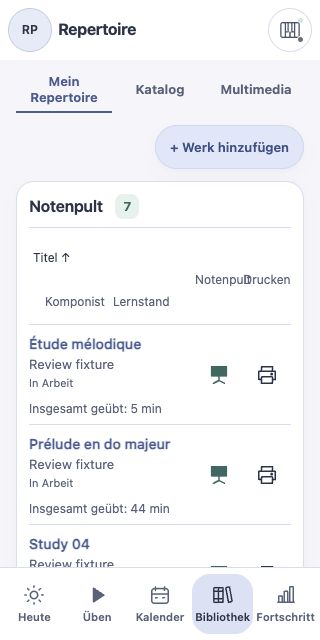 RP
Repertoire
Mein
Repertoire
Katalog
Multimedia
+ Werk hinzufügen
Notenpult 7
Titel ↑
Notenpult
Drucken
Komponist Lernstand
Étude mélodique
Review fixture
In Arbeit
Insgesamt geübt: 5 min
Prélude en do majeur
Review fixture
In Arbeit
Insgesamt geübt: 44 min
Study 04
Review fixture
Heute
Üben
Kalender
Bibliothek
Fortschritt